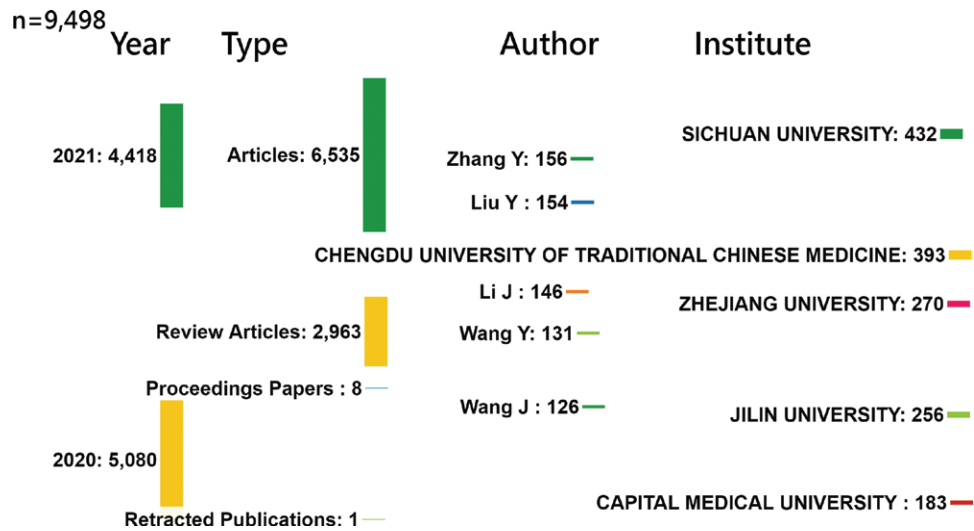 n=9,498
Year Type Author Institute
SICHUAN UNIVERSITY: 432
2021: 4,418 Articles: 6,535 Zhang Y: 156
Liu Y : 154
CHENGDU UNIVERSITY OF TRADITIONAL CHINESE MEDICINE: 393
Li J : 146 ZHEJIANG UNIVERSITY: 270
Review Articles: 2,963 Wang Y: 131
Proceedings Papers : 8
Wang J : 126 JILIN UNIVERSITY: 256
2020: 5,080
CAPITAL MEDICAL UNIVERSITY : 183
Retracted Publications: 1